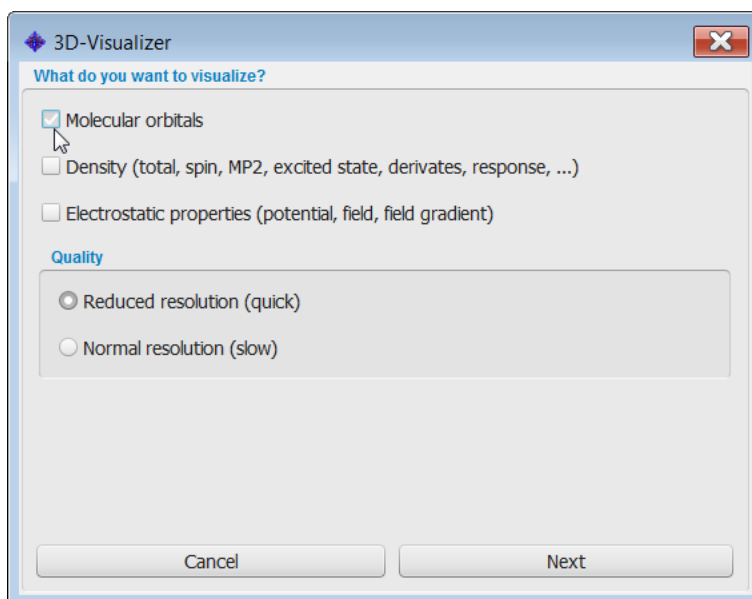 3D-Visualizer
What do you want to visualize?
Molecular orbitals
Density (total, spin, MP2, excited state, derivates, response, ...)
Electrostatic properties (potential, field, field gradient)
Quality
Reduced resolution (quick)
Normal resolution (slow)
Cancel
Next